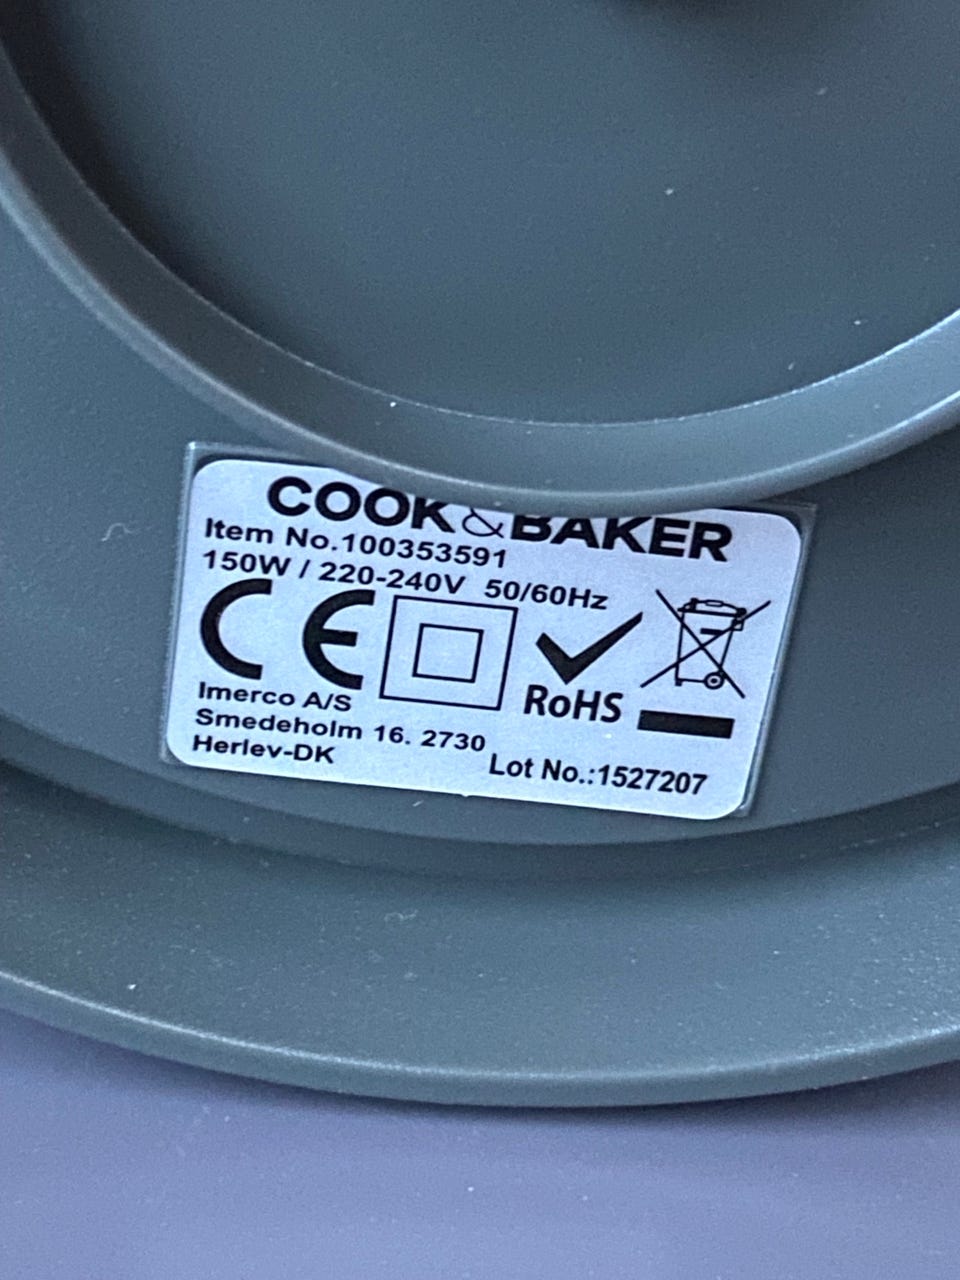 COOK&BAKER
Item No.100353591
150W / 220-240V 50/60Hz
CE
RoHS
Imerco A/S
Smedeholm 16. 2730
Herlev-DK
Lot No.:1527207